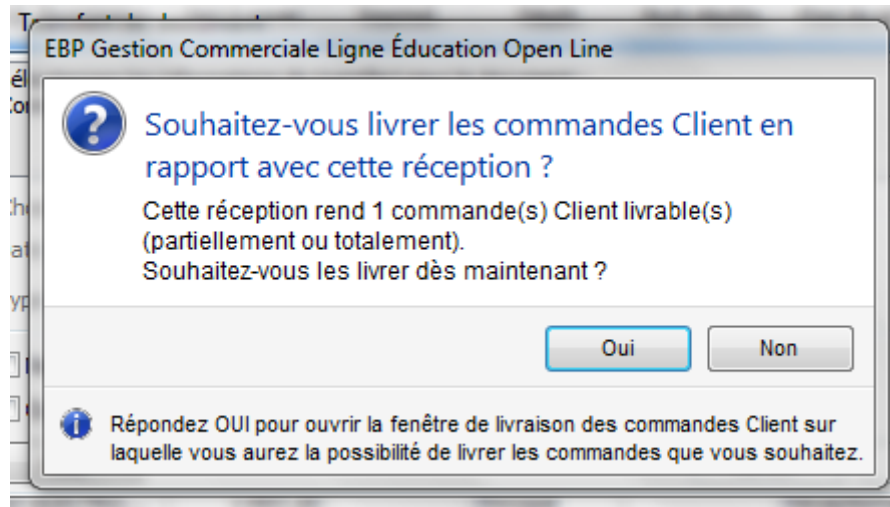 EBP Gestion Commerciale Ligne Éducation Open Line
Souhaitez-vous livrer les commandes Client en
rapport avec cette réception ?
Cette réception rend 1 commande(s) Client livrable(s)
(partiellement ou totalement).
Souhaitez-vous les livrer dès maintenant ?
Oui
Non
Répondez OUI pour ouvrir la fenêtre de livraison des commandes Client sur
laquelle vous aurez la possibilité de livrer les commandes que vous souhaitez.